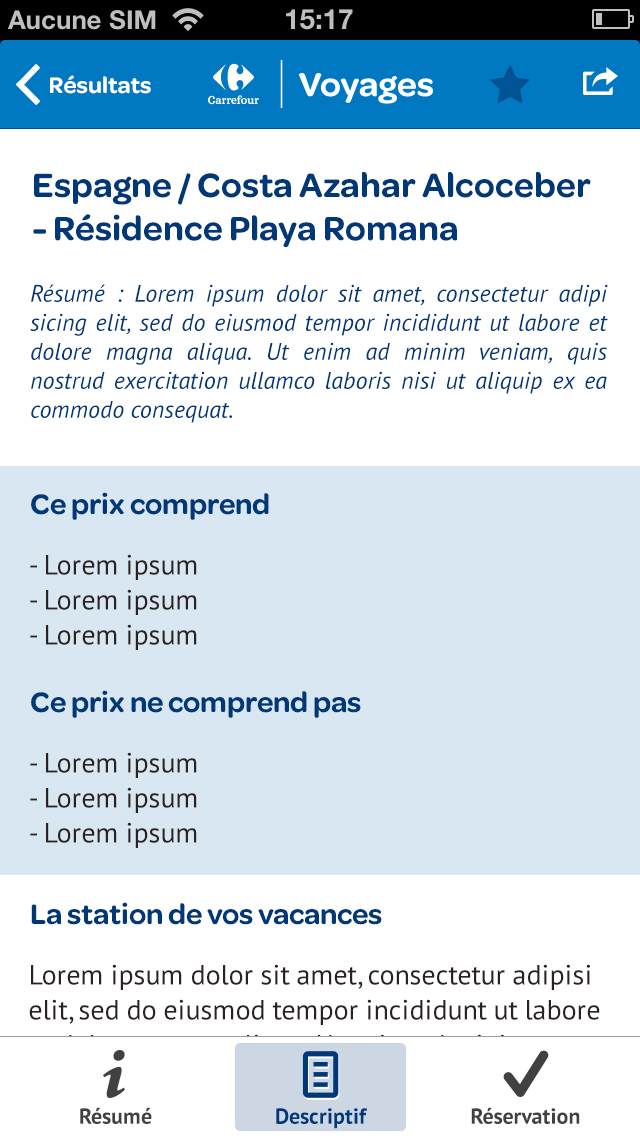 Aucune SIM 15:17
Résultats Carrefour Voyages
Espagne / Costa Azahar Alcoceber
- Résidence Playa Romana
Résumé : Lorem ipsum dolor sit amet, consectetur adipi
sicing elit, sed do eiusmod tempor incididunt ut labore et
dolore magna aliqua. Ut enim ad minim veniam, quis
nostrud exercitation ullamco laboris nisi ut aliquip ex ea
commodo consequat.
Ce prix comprend
- Lorem ipsum
- Lorem ipsum
- Lorem ipsum
Ce prix ne comprend pas
- Lorem ipsum
- Lorem ipsum
- Lorem ipsum
La station de vos vacances
Lorem ipsum dolor sit amet, consectetur adipisi
elit, sed do eiusmod tempor incididunt ut labore
Résumé Descriptif Réservation